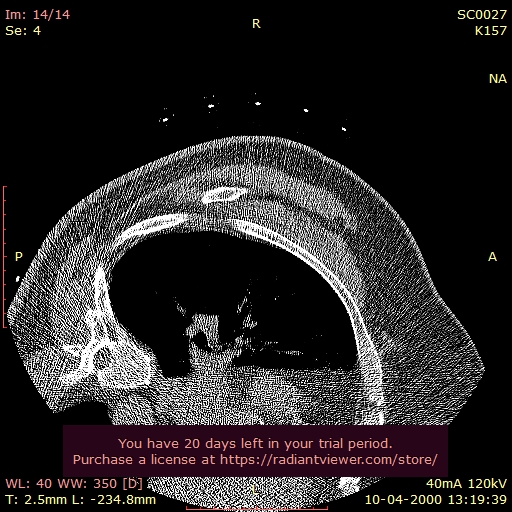 Im: 14/14
Se: 4
R
SC0027
K157
NA
P
A
You have 20 days left in your trial period.
Purchase a license at https://radiantviewer.com/store/
WL: 40 WW: 350 [D]
T: 2.5mm L: -234.8mm
40mA 120kV
10-04-2000 13:19:39